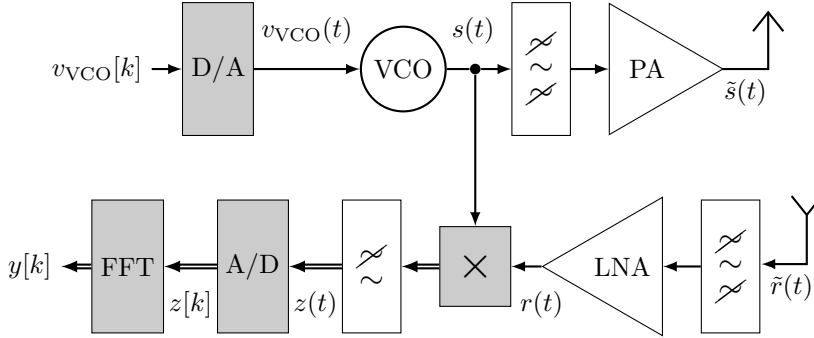 v_VCO[k]
D/A
v_VCO(t)
VCO
s(t)
PA
s̃(t)
y[k]
FFT
z[k]
A/D
z(t)
×
r(t)
LNA
r̃(t)